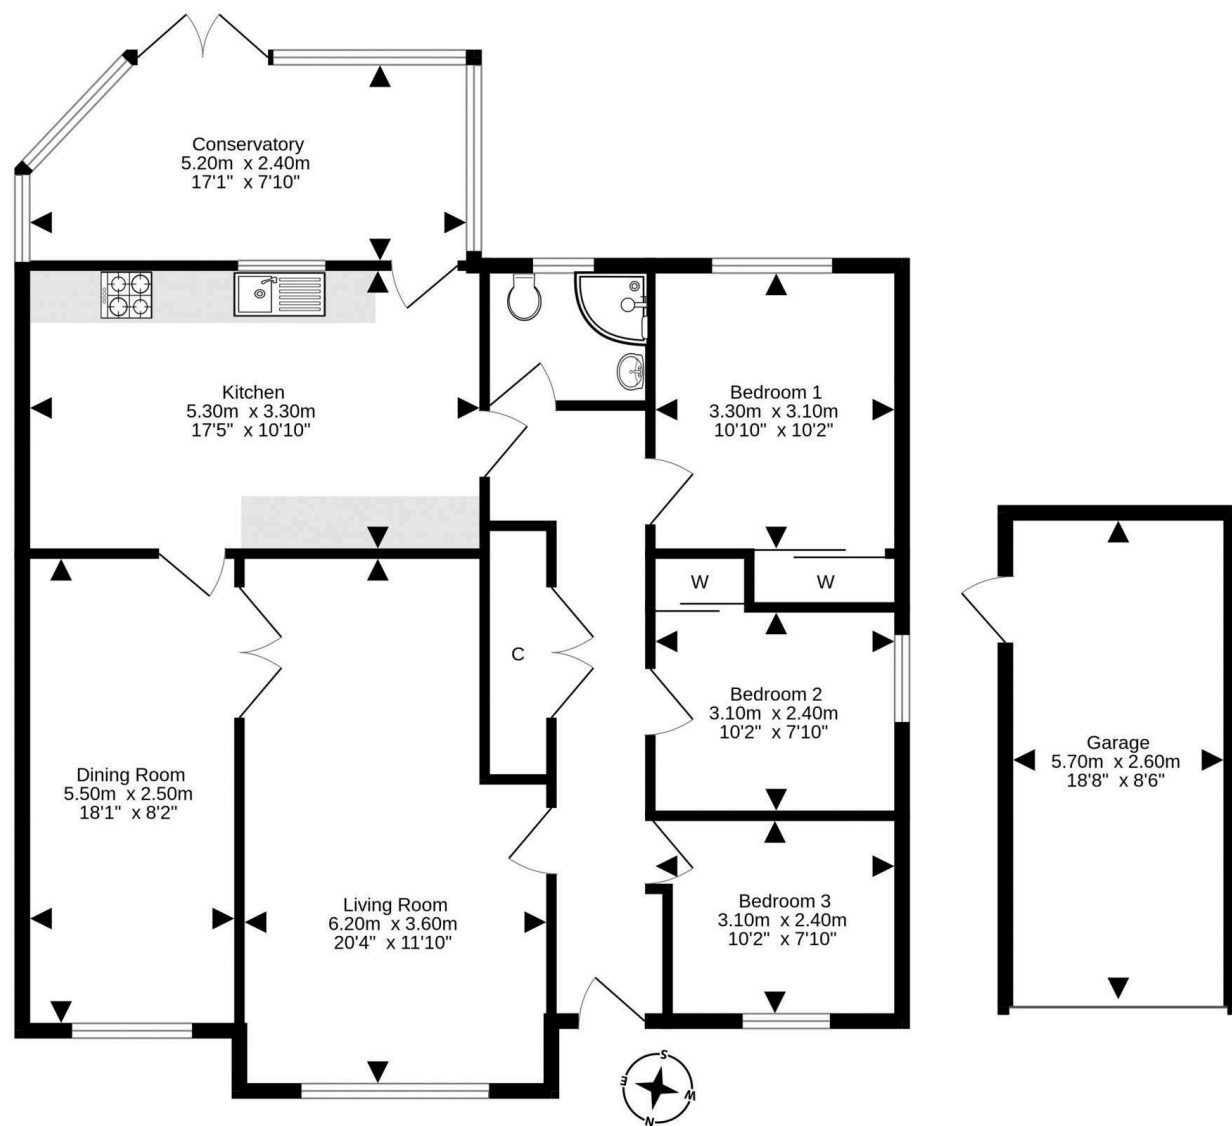 Conservatory
5.20m x 2.40m
17'1" x 7'10"
Kitchen
5.30m x 3.30m
17'5" x 10'10"
Bedroom 1
3.30m x 3.10m
10'10" x 10'2"
W
W
C
Bedroom 2
3.10m x 2.40m
10'2" x 7'10"
Garage
5.70m x 2.60m
18'8" x 8'6"
Dining Room
5.50m x 2.50m
18'1" x 8'2"
Living Room
6.20m x 3.60m
20'4" x 11'10"
Bedroom 3
3.10m x 2.40m
10'2" x 7'10"
S
E
W
N